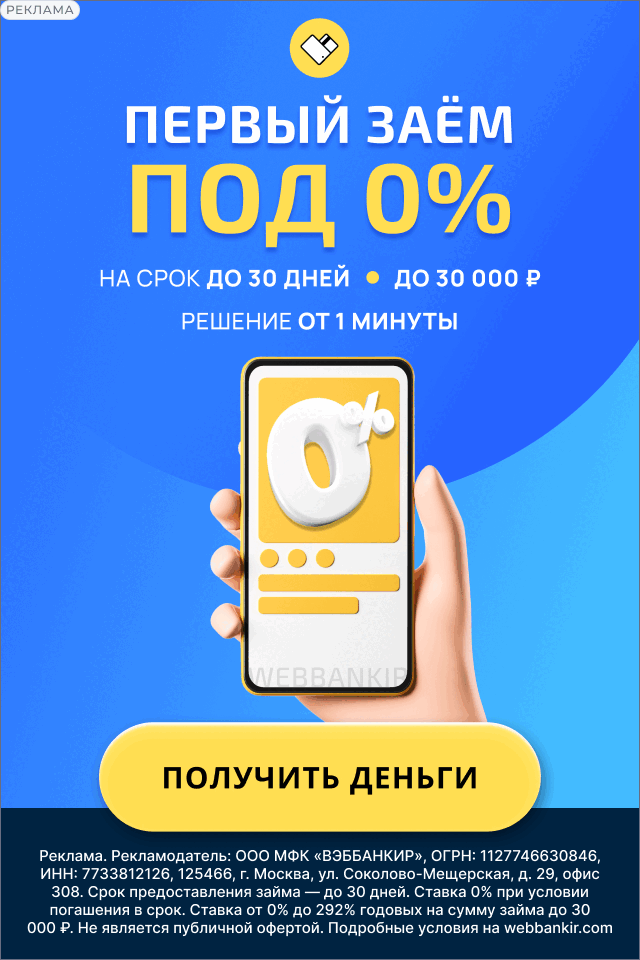 РЕКЛАМА
ПЕРВЫЙ ЗАЁМ
ПОД 0%
НА СРОК ДО 30 ДНЕЙ ● ДО 30 000 ₽
РЕШЕНИЕ ОТ 1 МИНУТЫ
0%
WEBBANKIR
ПОЛУЧИТЬ ДЕНЬГИ
Реклама. Рекламодатель: ООО МФК «ВЭББАНКИР», ОГРН: 1127746630846,
ИНН: 7733812126, 125466, г. Москва, ул. Соколово-Мещерская, д. 29, офис
308. Срок предоставления займа — до 30 дней. Ставка 0% при условии
погашения в срок. Ставка от 0% до 292% годовых на сумму займа до 30
000 ₽. Не является публичной офертой. Подробные условия на webbankir.com